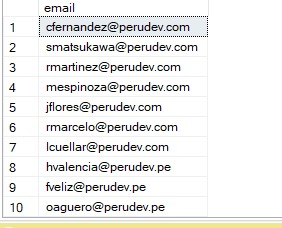 email
1 cfernandez@perudev.com
2 smatsukawa@perudev.com
3 rmartinez@perudev.com
4 mespinoza@perudev.com
5 jflores@perudev.com
6 rmarcelo@perudev.com
7 lcuellar@perudev.com
8 hvalencia@perudev.pe
9 fveliz@perudev.pe
10 oaguero@perudev.pe